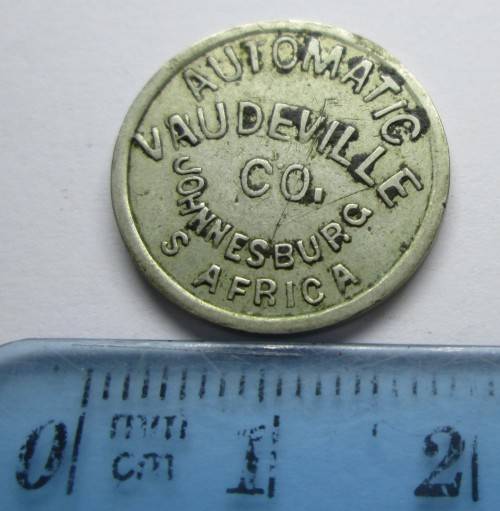 AUTOMATIC
VAUDEVILLE
CO.
JOHNNESBURG
S AFRICA
mm
0 cm 1 2